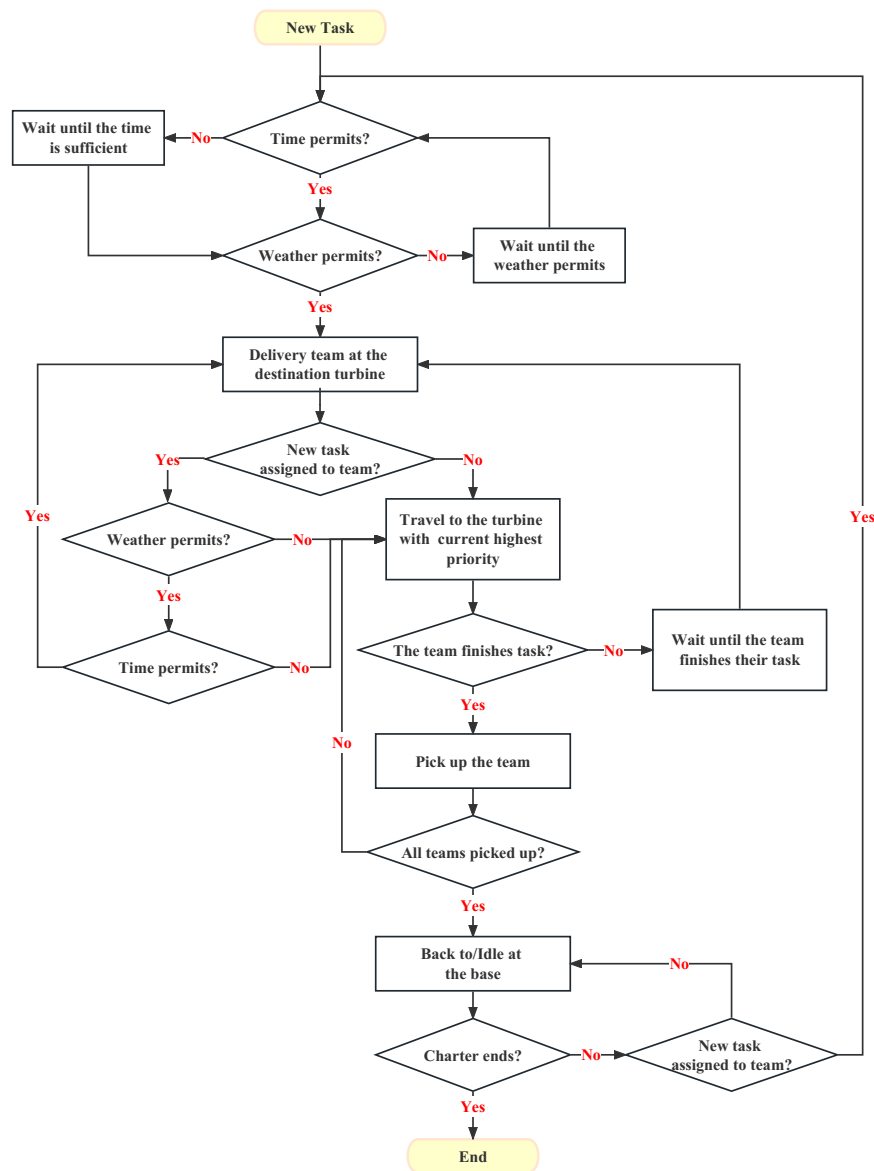 New Task
Time permits?
No
Wait until the time
is sufficient
Yes
Weather permits?
No
Wait until the
weather permits
Yes
Delivery team at the
destination turbine
New task
assigned to team?
Yes
No
Yes
Yes
Weather permits?
No
Travel to the turbine
with current highest
priority
Yes
Time permits?
No
The team finishes task?
No
Wait until the team
finishes their task
Yes
No
Pick up the team
All teams picked up?
Yes
Back to/Idle at
the base
No
Charter ends?
No
New task
assigned to team?
Yes
End